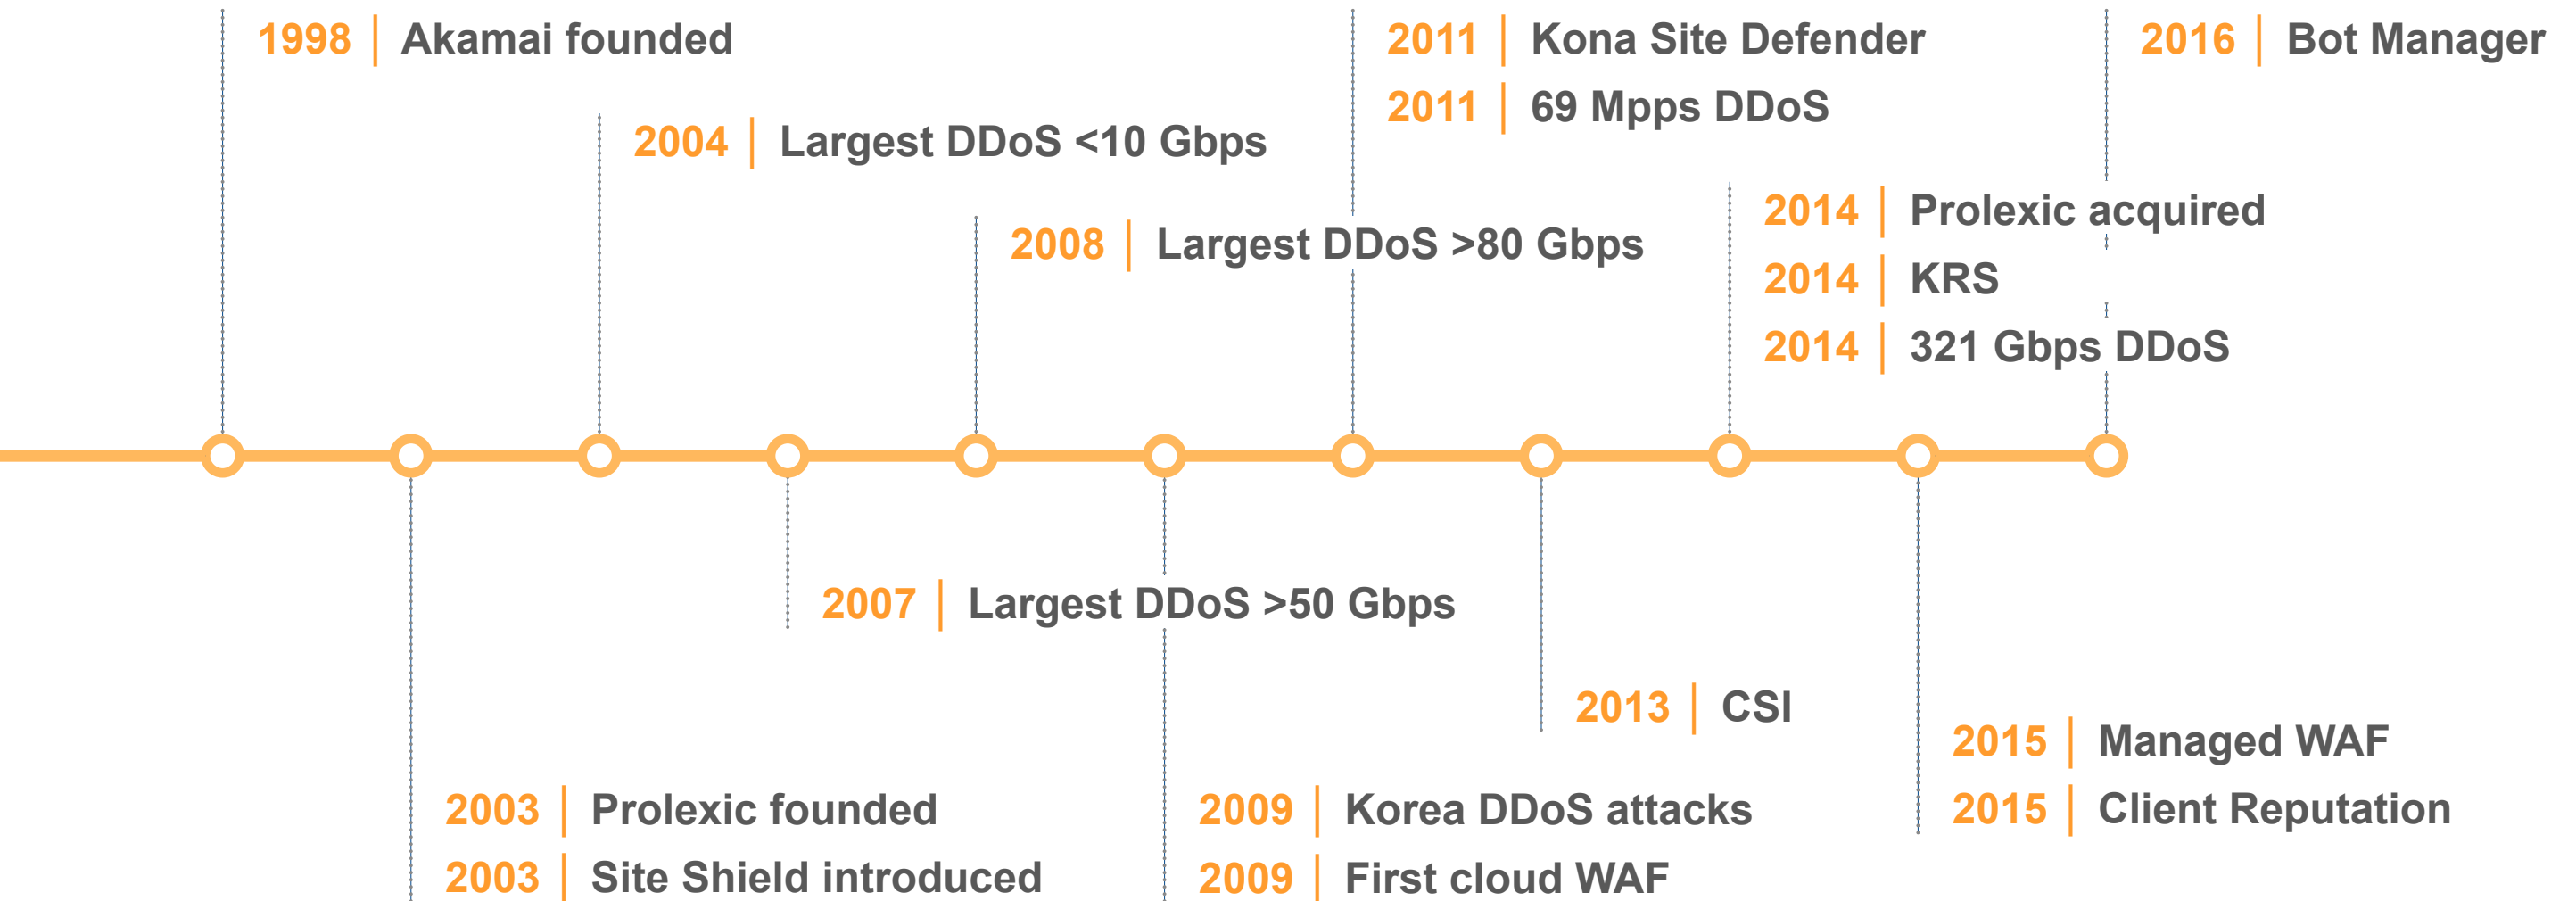 1998 | Akamai founded
2003 | Prolexic founded
2003 | Site Shield introduced
2004 | Largest DDoS <10 Gbps
2007 | Largest DDoS >50 Gbps
2008 | Largest DDoS >80 Gbps
2009 | Korea DDoS attacks
2009 | First cloud WAF
2011 | Kona Site Defender
2011 | 69 Mpps DDoS
2013 | CSI
2014 | Prolexic acquired
2014 | KRS
2014 | 321 Gbps DDoS
2015 | Managed WAF
2015 | Client Reputation
2016 | Bot Manager